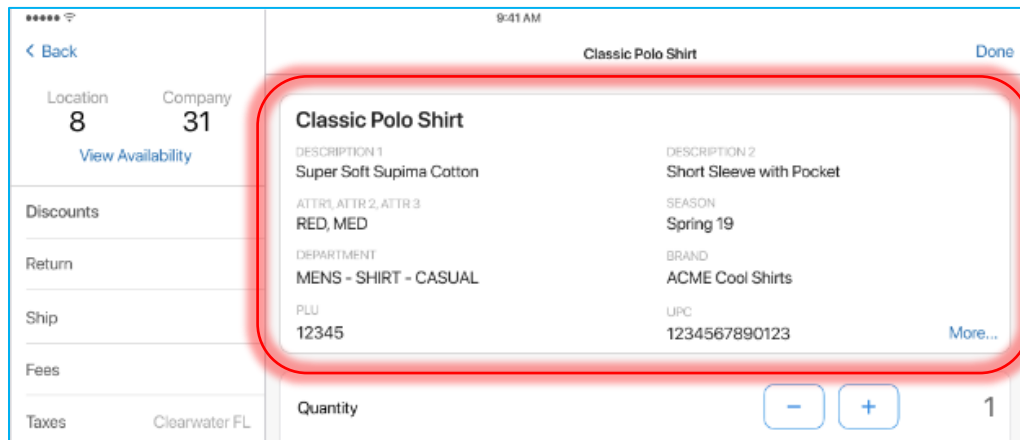 9:41 AM
Back
Classic Polo Shirt
Done
Location Company
8 31
View Availability
Discounts
Return
Ship
Fees
Taxes Clearwater FL
Classic Polo Shirt
DESCRIPTION 1 DESCRIPTION 2
Super Soft Supima Cotton Short Sleeve with Pocket
ATTR1, ATTR 2, ATTR 3 SEASON
RED, MED Spring 19
DEPARTMENT BRAND
MENS - SHIRT - CASUAL ACME Cool Shirts
PLU UPC
12345 1234567890123 More...
Quantity − + 1